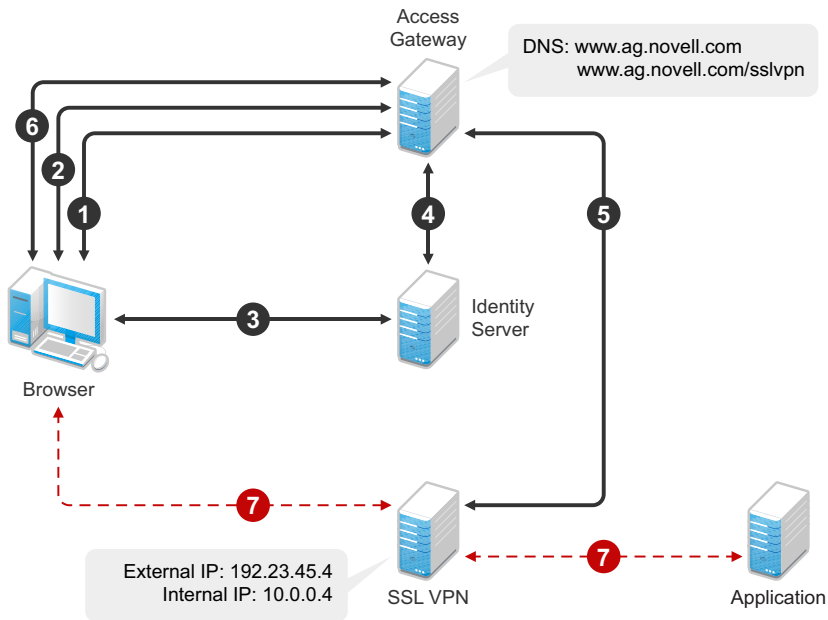 Access
Gateway
DNS: www.ag.novell.com
www.ag.novell.com/sslvpn
6
2
1
4
5
3
Identity
Server
Browser
7
7
External IP: 192.23.45.4
Internal IP: 10.0.0.4
SSL VPN
Application